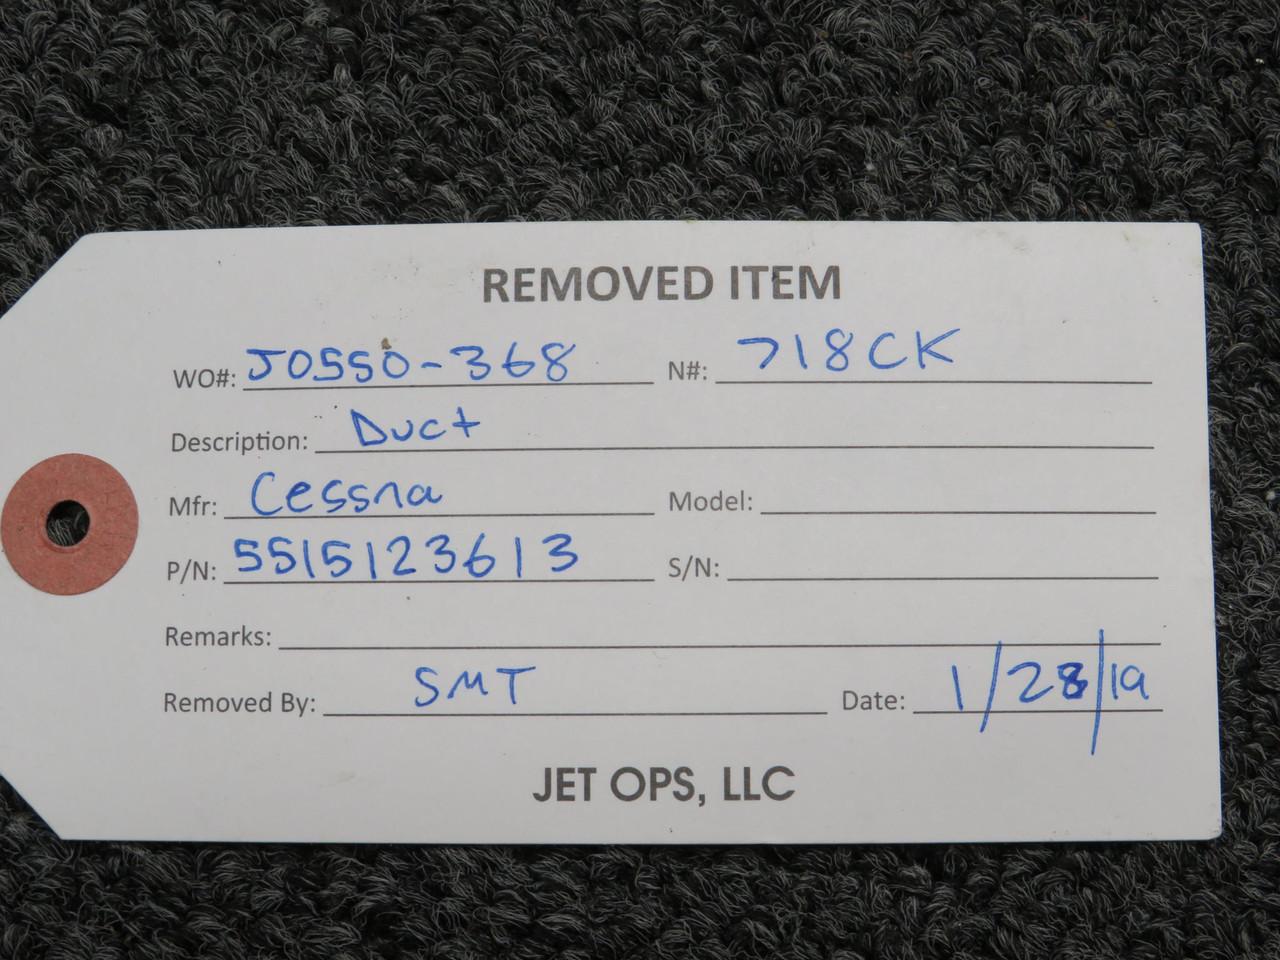 REMOVED ITEM
WO#: J0550-368 N#: 718CK
Description: Duct
Mfr: Cessna Model:
P/N: 5515123613 S/N:
Remarks:
Removed By: SMT Date: 1/28/19
JET OPS, LLC